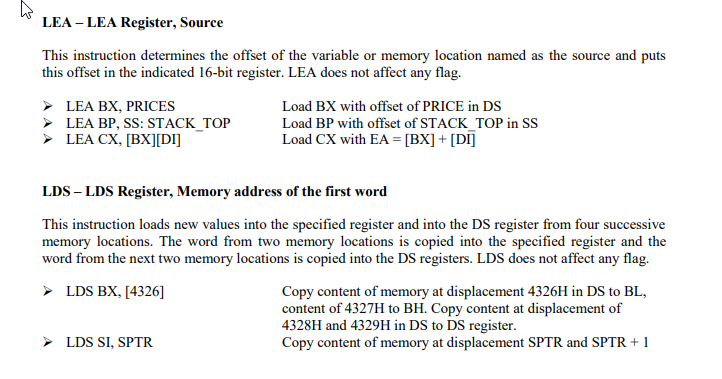 LEA – LEA Register, Source
This instruction determines the offset of the variable or memory location named as the source and puts
this offset in the indicated 16-bit register. LEA does not affect any flag.
➢ LEA BX, PRICES Load BX with offset of PRICE in DS
➢ LEA BP, SS: STACK_TOP Load BP with offset of STACK_TOP in SS
➢ LEA CX, [BX][DI] Load CX with EA = [BX] + [DI]
LDS – LDS Register, Memory address of the first word
This instruction loads new values into the specified register and into the DS register from four successive
memory locations. The word from two memory locations is copied into the specified register and the
word from the next two memory locations is copied into the DS registers. LDS does not affect any flag.
➢ LDS BX, [4326] Copy content of memory at displacement 4326H in DS to BL,
content of 4327H to BH. Copy content at displacement of
4328H and 4329H in DS to DS register.
➢ LDS SI, SPTR Copy content of memory at displacement SPTR and SPTR + 1